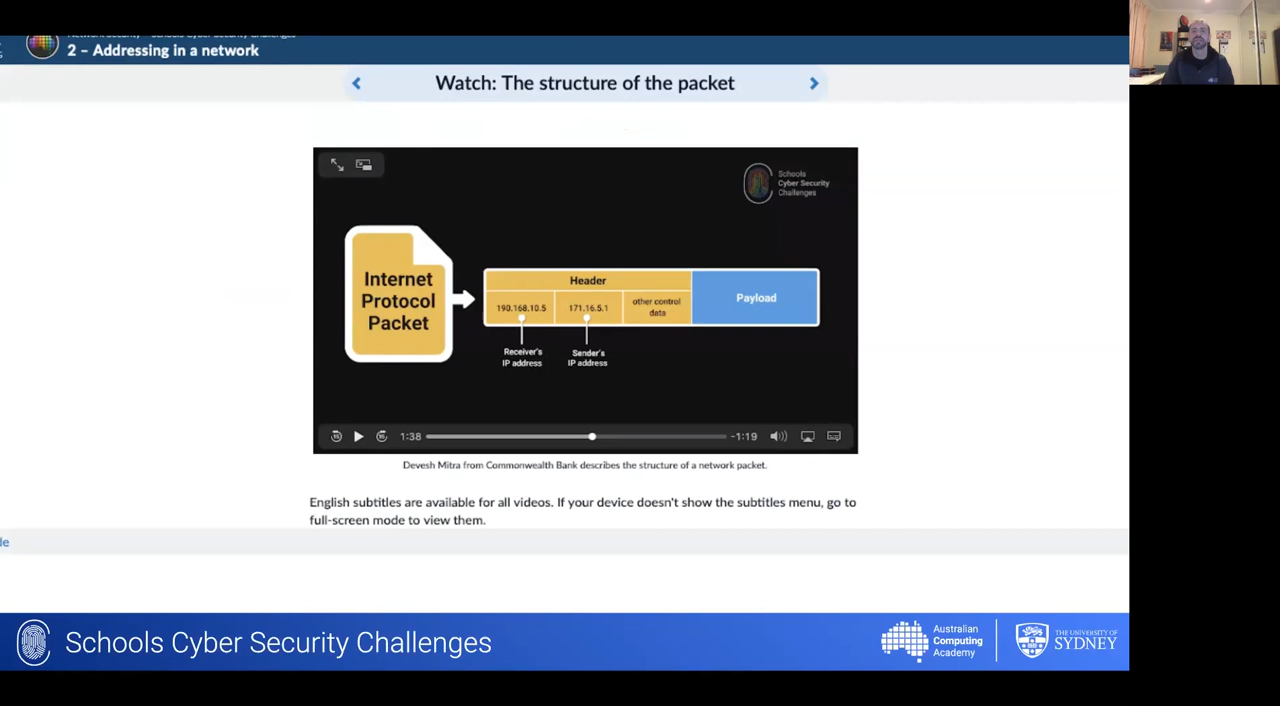 2 – Addressing in a network
Watch: The structure of the packet
Schools
Cyber Security
Challenges
Internet
Protocol
Packet
Header
190.168.10.5
171.16.5.1
other control
data
Payload
Receiver's
IP address
Sender's
IP address
15
15
1:38
-1:19
Devesh Mitra from Commonwealth Bank describes the structure of a network packet.
English subtitles are available for all videos. If your device doesn't show the subtitles menu, go to
full-screen mode to view them.
de
Schools Cyber Security Challenges
Australian
Computing
Academy
THE UNIVERSITY OF
SYDNEY